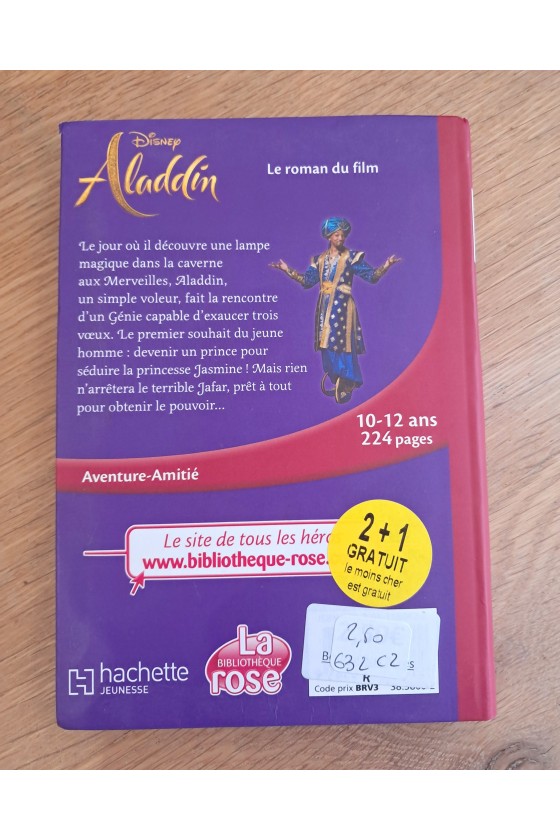 Disney
Aladdin
Le roman du film
Le jour où il découvre une lampe
magique dans la caverne
aux Merveilles, Aladdin,
un simple voleur, fait la rencontre
d'un Génie capable d'exaucer trois
vœux. Le premier souhait du jeune
homme : devenir un prince pour
séduire la princesse Jasmine ! Mais rien
n'arrêtera le terrible Jafar, prêt à tout
pour obtenir le pouvoir...
10-12 ans
224 pages
Aventure-Amitié
Le site de tous les héros
www.bibliotheque-rose.
2 + 1
GRATUIT
le moins cher
est gratuit
2,50
632 C2
hachette
JEUNESSE
La
BIBLIOTHÈQUE
rose
R
Code prix BRV3